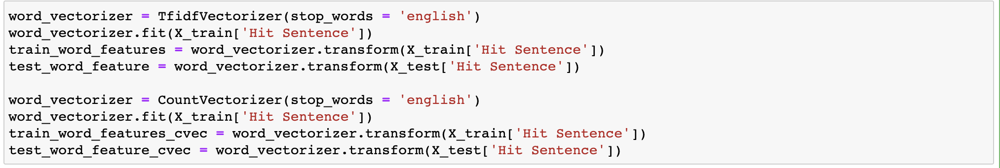 word_vectorizer = TfidfVectorizer(stop_words = 'english')
word_vectorizer.fit(X_train['Hit Sentence'])
train_word_features = word_vectorizer.transform(X_train['Hit Sentence'])
test_word_feature = word_vectorizer.transform(X_test['Hit Sentence'])

word_vectorizer = CountVectorizer(stop_words = 'english')
word_vectorizer.fit(X_train['Hit Sentence'])
train_word_features_cvec = word_vectorizer.transform(X_train['Hit Sentence'])
test_word_feature_cvec = word_vectorizer.transform(X_test['Hit Sentence'])